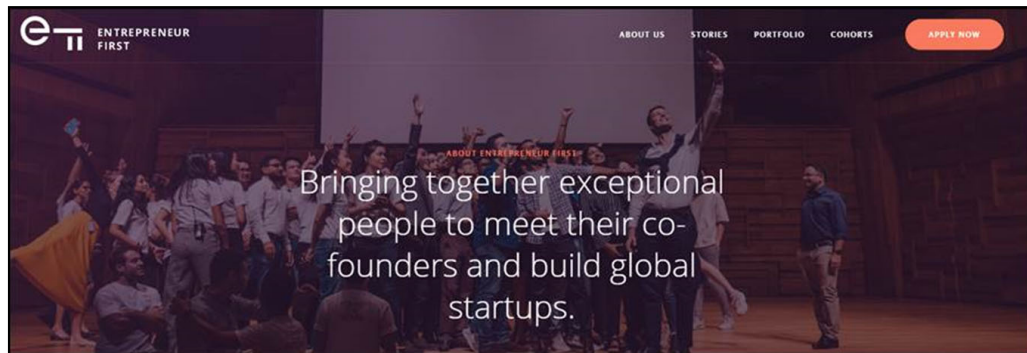 ENTREPRENEUR
FIRST
ABOUT US STORIES PORTFOLIO COHORTS APPLY NOW
ABOUT ENTREPRENEUR FIRST
Bringing together exceptional
people to meet their co-
founders and build global
startups.